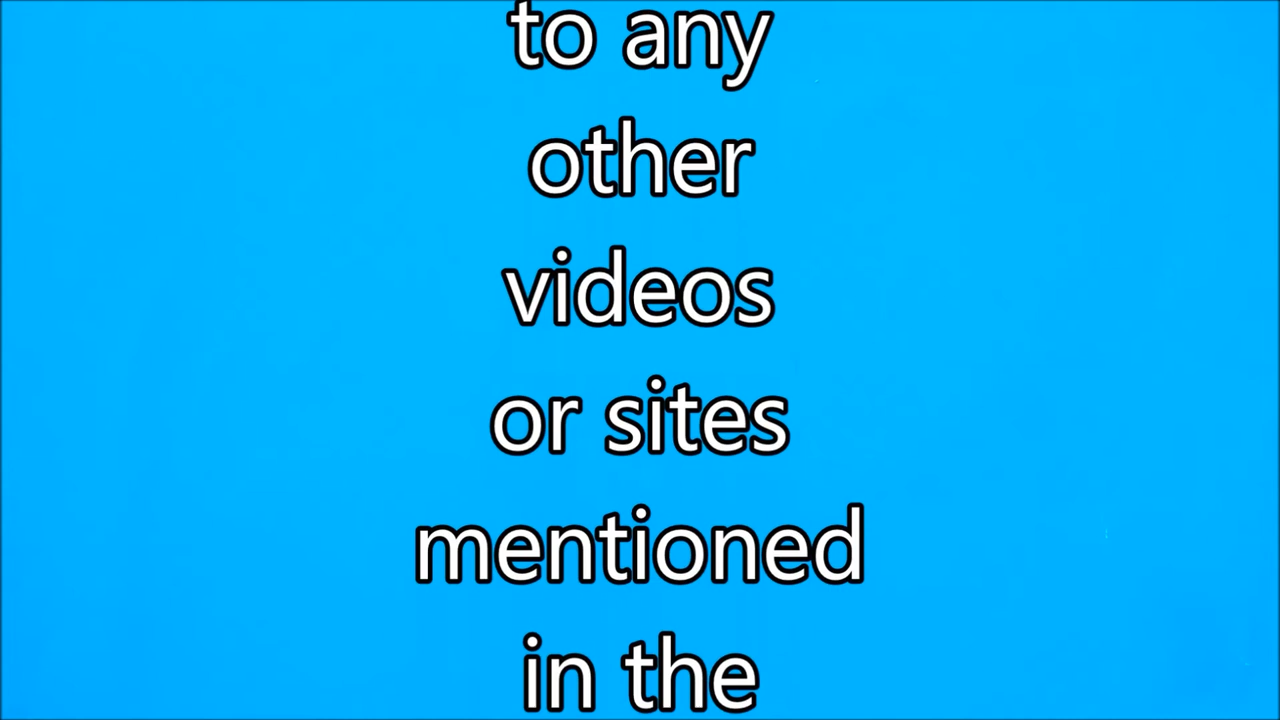 to any
other
videos
or sites
mentioned
in the